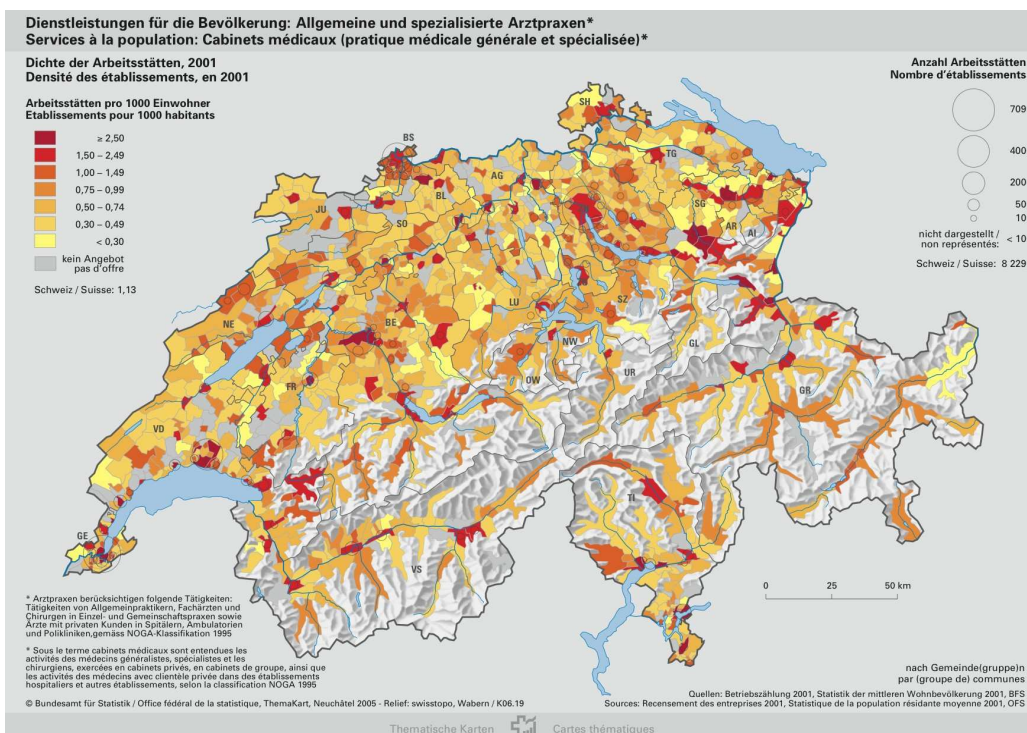 Dienstleistungen für die Bevölkerung: Allgemeine und spezialisierte Arztpraxen*
Services à la population: Cabinets médicaux (pratique médicale générale et spécialisée)*
Dichte der Arbeitsstätten, 2001
Densité des établissements, en 2001
Arbeitsstätten pro 1000 Einwohner
Etablissements pour 1000 habitants
≥ 2,50
1,50 – 2,49
1,00 – 1,49
0,75 – 0,99
0,50 – 0,74
0,30 – 0,49
< 0,30
kein Angebot
pas d'offre
Schweiz / Suisse: 1,13
Anzahl Arbeitsstätten
Nombre d'établissements
709
400
200
50
10
nicht dargestellt /
non représentés:
< 10
Schweiz / Suisse: 8 229
SH
BS
TG
AG
BL
JU
SO
SG
AR
AI
NE
BE
LU
SZ
NW
GL
OW
UR
FR
GR
VD
TI
GE
VS
0 25 50 km
* Arztpraxen berücksichtigen folgende Tätigkeiten:
Tätigkeiten von Allgemeinpraktikern, Fachärzten und
Chirurgen in Einzel- und Gemeinschaftspraxen sowie
Ärzte mit privaten Kunden in Spitälern, Ambulatorien
und Polikliniken,gemäss NOGA-Klassifikation 1995
* Sous le terme cabinets médicaux sont entendues les
activités des médecins généralistes, spécialistes et les
chirurgiens, exercées en cabinets privés, en cabinets de groupe, ainsi que
les activités des médecins avec clientèle privée dans des établissements
hospitaliers et autres établissements, selon la classification NOGA 1995
nach Gemeinde(gruppe)n
par (groupe de) communes
Quellen: Betriebszählung 2001, Statistik der mittleren Wohnbevölkerung 2001, BFS
Sources: Recensement des entreprises 2001, Statistique de la population résidante moyenne 2001, OFS
© Bundesamt für Statistik / Office fédéral de la statistique, ThemaKart, Neuchâtel 2005 - Relief: swisstopo, Wabern / K06.19
Thematische Karten Cartes thématiques